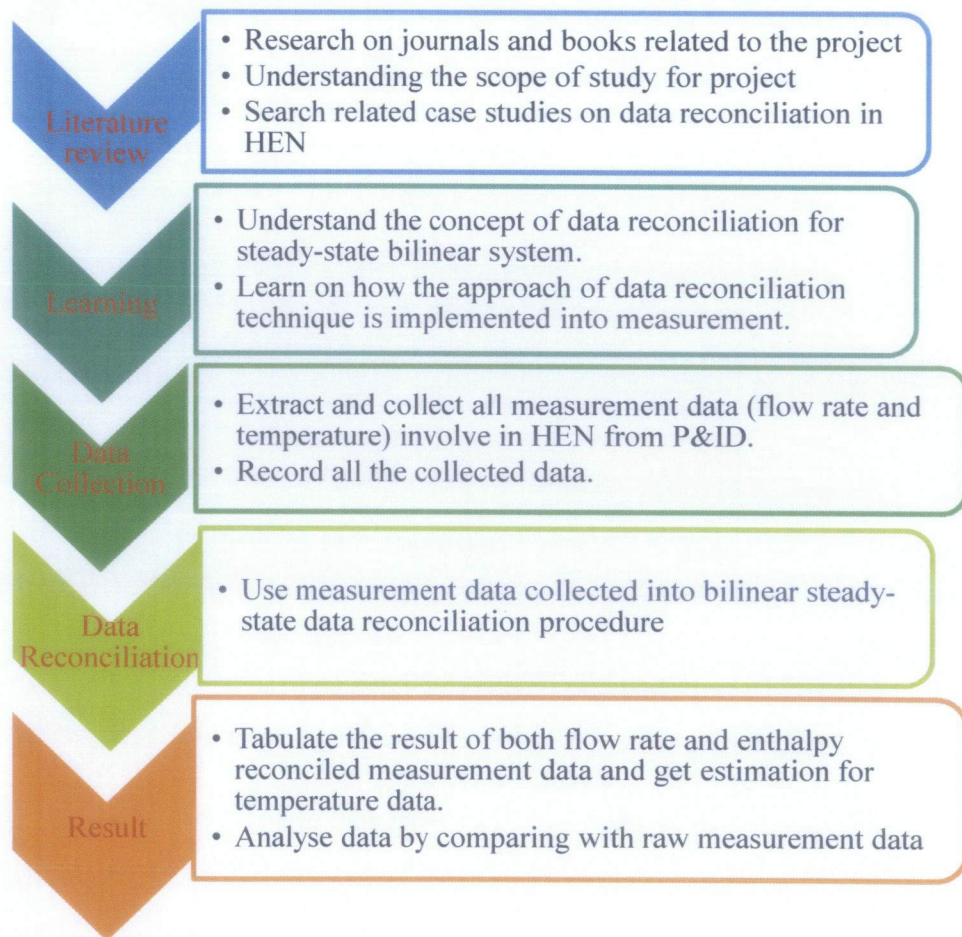 Literature
review
• Research on journals and books related to the project
• Understanding the scope of study for project
• Search related case studies on data reconciliation in
HEN
Learning
• Understand the concept of data reconciliation for
steady-state bilinear system.
• Learn on how the approach of data reconciliation
technique is implemented into measurement.
Data
Collection
• Extract and collect all measurement data (flow rate and
temperature) involve in HEN from P&ID.
• Record all the collected data.
Data
Reconciliation
• Use measurement data collected into bilinear steady-
state data reconciliation procedure
Result
• Tabulate the result of both flow rate and enthalpy
reconciled measurement data and get estimation for
temperature data.
• Analyse data by comparing with raw measurement data